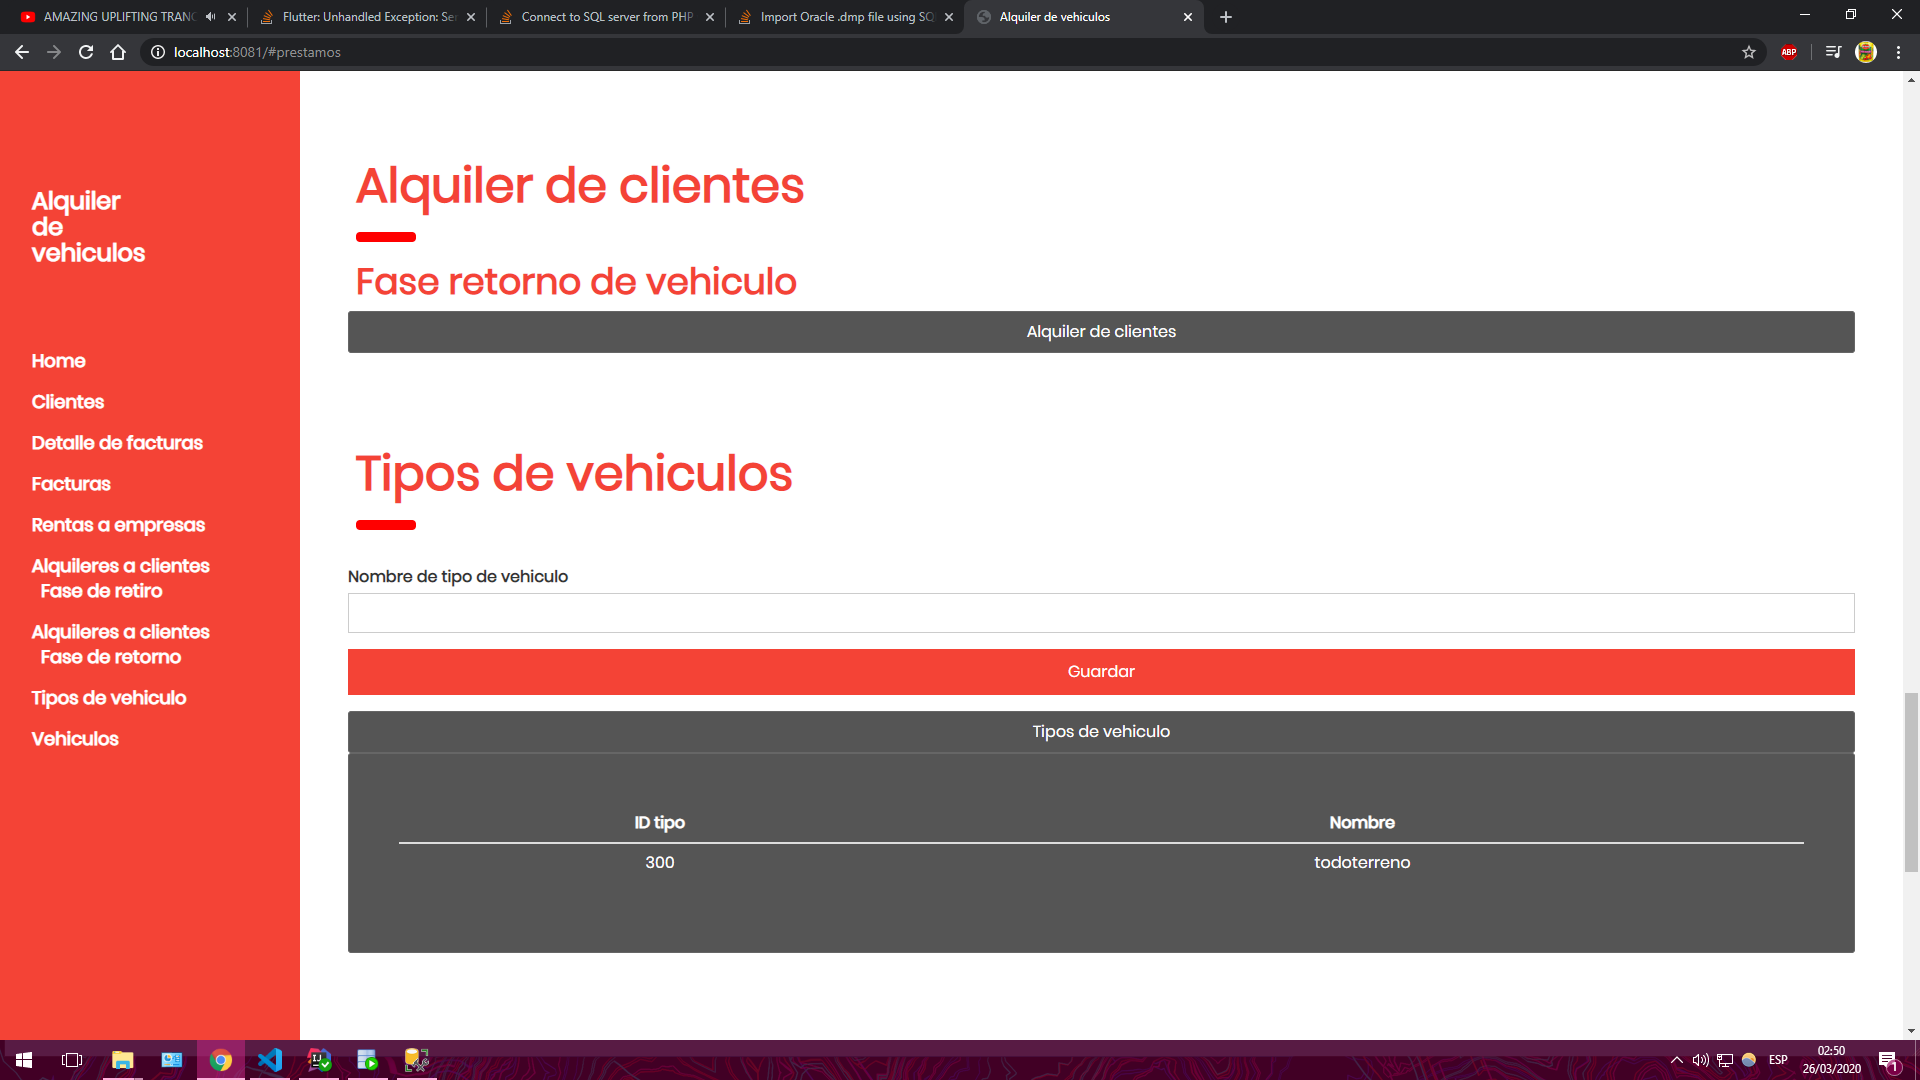 AMAZING UPLIFTING TRANC
Flutter: Unhandled Exception: Ser
Connect to SQL server from PHP
Import Oracle .dmp file using SQ
Alquiler de vehiculos
localhost:8081/#prestamos
ABP
Alquiler
de
vehiculos
Home
Clientes
Detalle de facturas
Facturas
Rentas a empresas
Alquileres a clientes
Fase de retiro
Alquileres a clientes
Fase de retorno
Tipos de vehiculo
Vehiculos
Alquiler de clientes
Fase retorno de vehiculo
Alquiler de clientes
Tipos de vehiculos
Nombre de tipo de vehiculo
Guardar
Tipos de vehiculo
ID tipo Nombre
300 todoterreno
ESP
02:50
26/03/2020
1